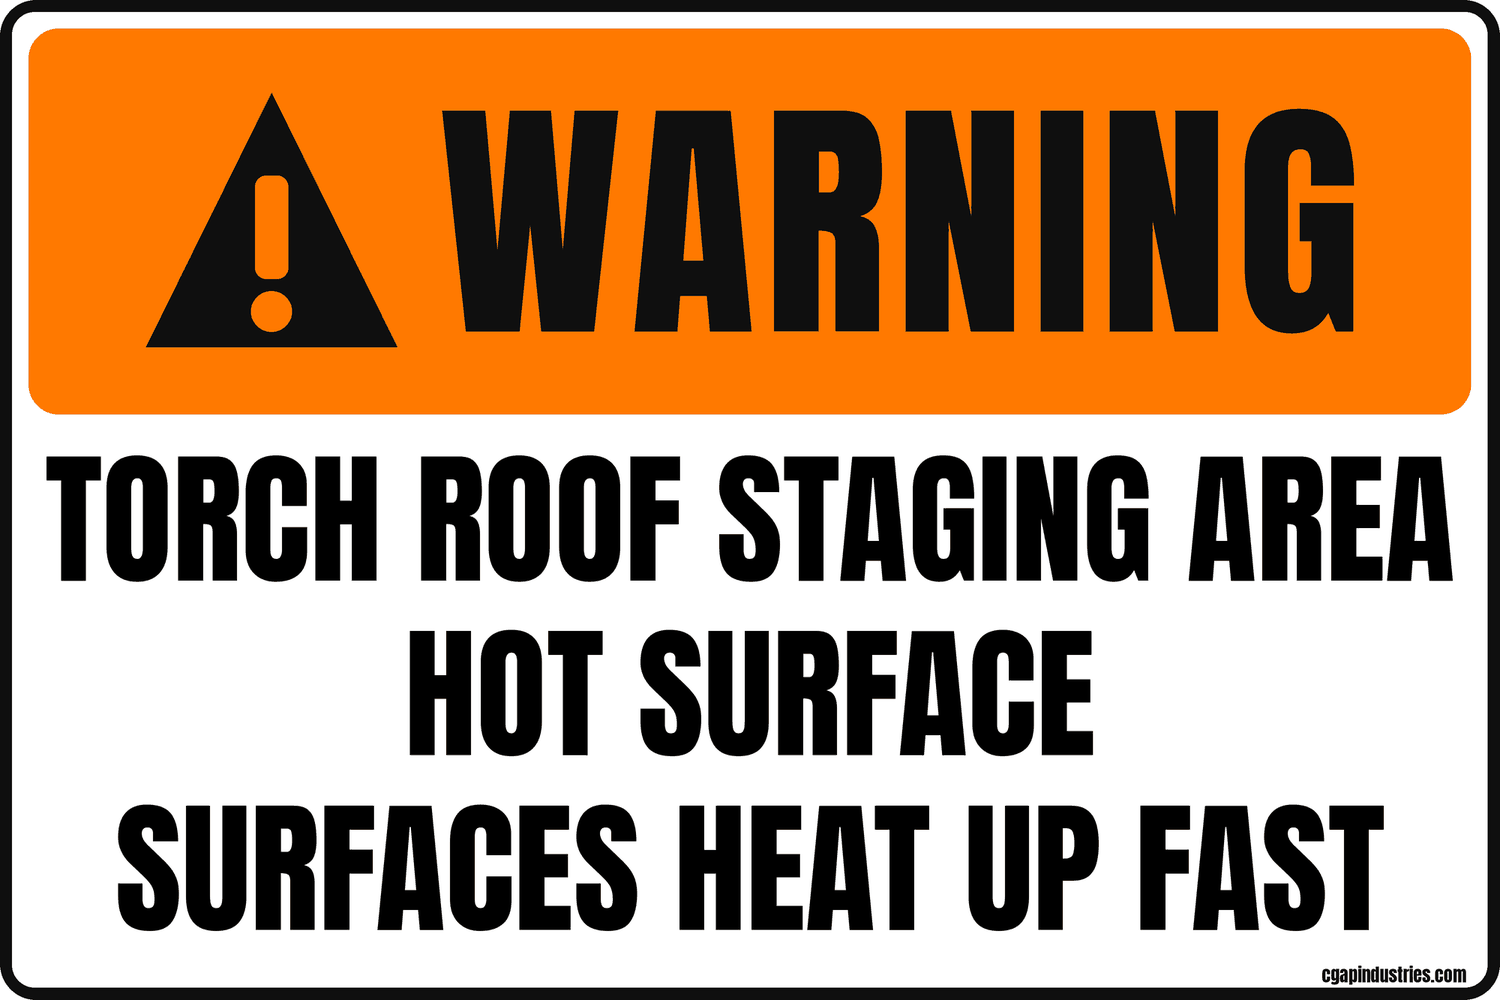 WARNING
TORCH ROOF STAGING AREA
HOT SURFACE
SURFACES HEAT UP FAST
cgapindustries.com